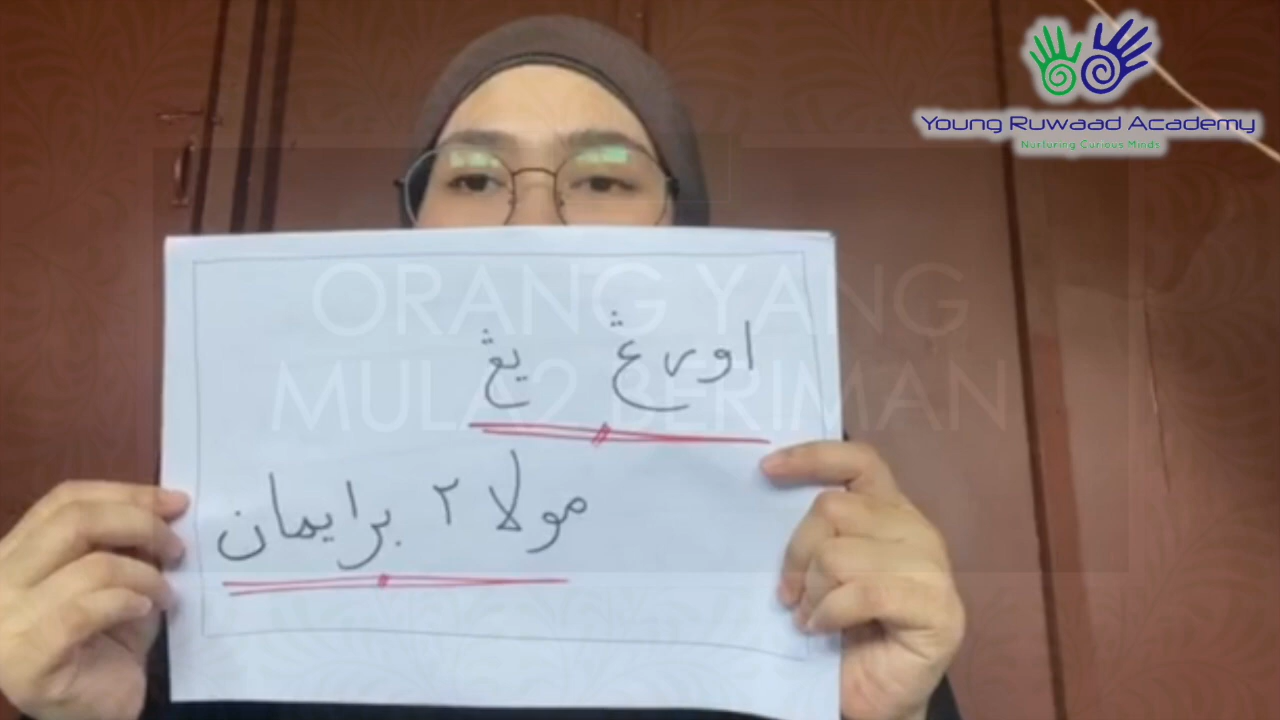 Young Ruwaad Academy
Nurturing Curious Minds
ORANG YANG
MULA2 BERIMAN
اورڠ يڠ
مولا ٢ برايمان